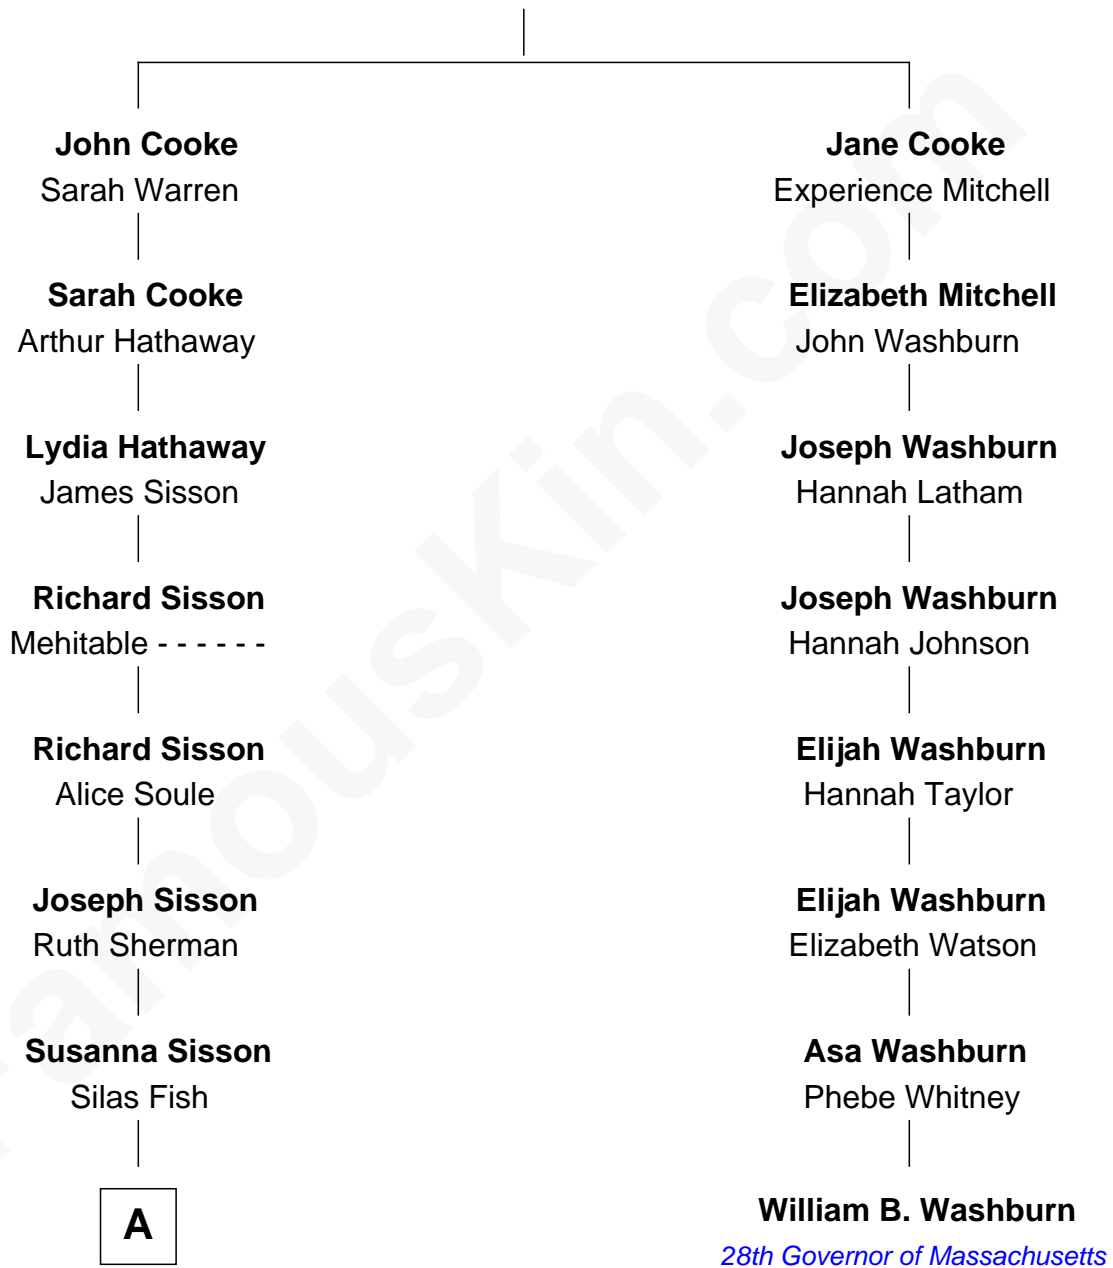 John Cooke
Sarah Warren
Jane Cooke
Experience Mitchell
Sarah Cooke
Arthur Hathaway
Elizabeth Mitchell
John Washburn
Lydia Hathaway
James Sisson
Joseph Washburn
Hannah Latham
Richard Sisson
Mehitable - - - - - -
Joseph Washburn
Hannah Johnson
Richard Sisson
Alice Soule
Elijah Washburn
Hannah Taylor
Joseph Sisson
Ruth Sherman
Elijah Washburn
Elizabeth Watson
Susanna Sisson
Silas Fish
Asa Washburn
Phebe Whitney
A
William B. Washburn
28th Governor of Massachusetts
FamousKin.com